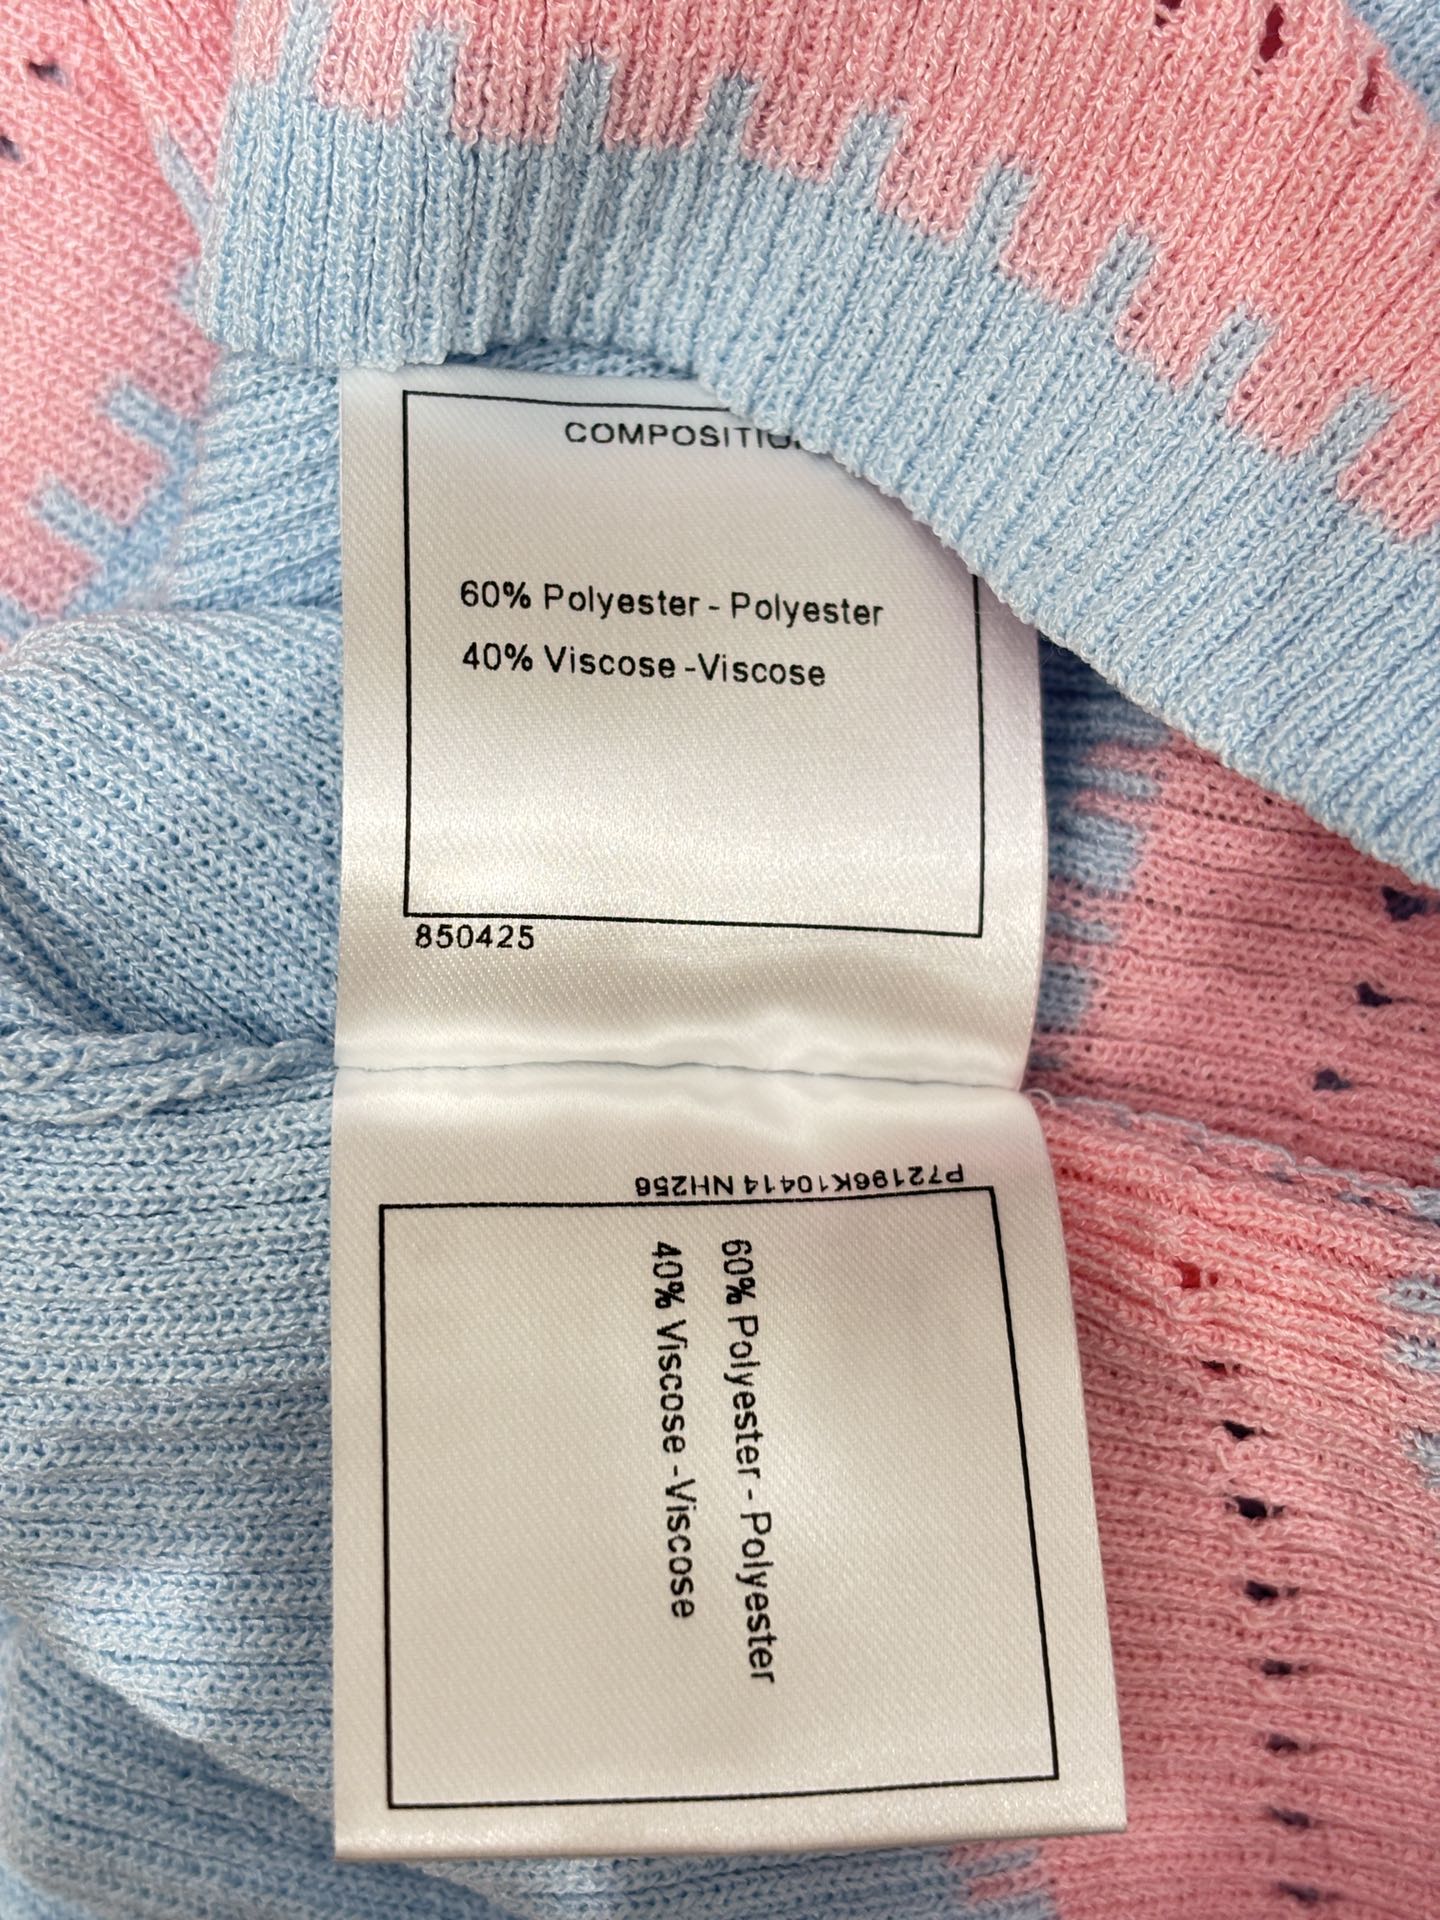 COMPOSITIO
60% Polyester - Polyester
40% Viscose -Viscose
850425
P72196K10414 NH256
60% Polyester - Polyester
40% Viscose -Viscose